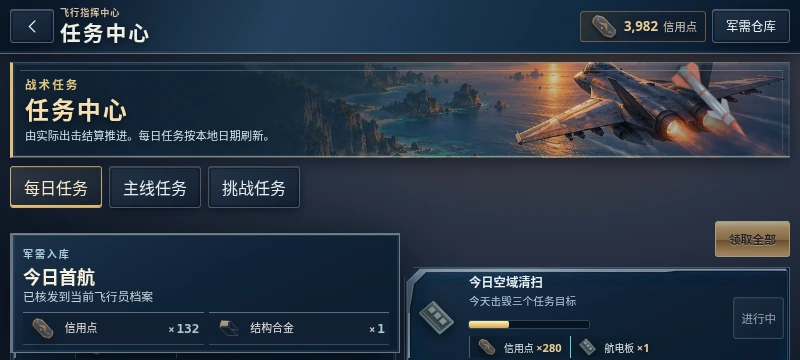 飞行指挥中心
任务中心
3,982 信用点
军需仓库
战术任务
任务中心
由实际出击结算推进。每日任务按本地日期刷新。
每日任务
主线任务
挑战任务
领取全部
军需入库
今日首航
已核发到当前飞行员档案
信用点 ×132
结构合金 ×1
今日空域清扫
今天击毁三个任务目标
进行中
信用点 ×280
航电板 ×1